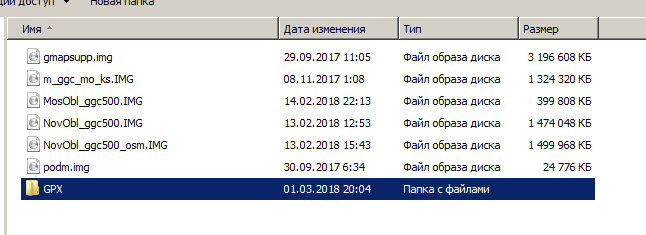 доступ Новая папка
Имя Дата изменения Тип Размер
gmapsupp.img 29.09.2017 11:05 Файл образа диска 3 196 608 КБ
m_ggc_mo_ks.IMG 08.11.2017 1:08 Файл образа диска 1 324 320 КБ
MosObl_ggc500.IMG 14.02.2018 22:13 Файл образа диска 399 808 КБ
NovObl_ggc500.IMG 13.02.2018 12:53 Файл образа диска 1 474 048 КБ
NovObl_ggc500_osm.IMG 13.02.2018 15:43 Файл образа диска 1 499 968 КБ
podm.img 30.09.2017 6:34 Файл образа диска 24 776 КБ
GPX 01.03.2018 20:04 Папка с файлами